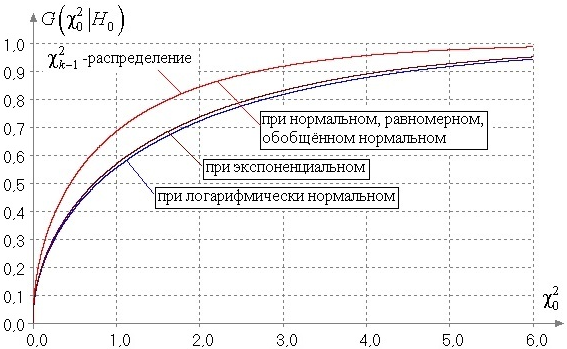 G(χ₀²|H₀)
1,0
0,9
0,8
0,7
0,6
0,5
0,4
0,3
0,2
0,1
0,0
χ²ₖ₋₁-распределение
при нормальном, равномерном,
обобщённом нормальном
при экспоненциальном
при логарифмически нормальном
χ₀²
0,0 1,0 2,0 3,0 4,0 5,0 6,0